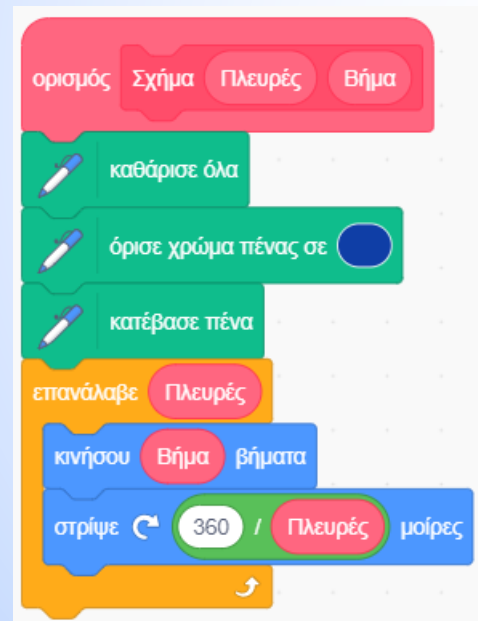 ορισμός Σχήμα Πλευρές Βήμα
καθάρισε όλα
όρισε χρώμα πένας σε
κατέβασε πένα
επανάλαβε Πλευρές
κινήσου Βήμα βήματα
στρίψε 360 / Πλευρές μοίρες